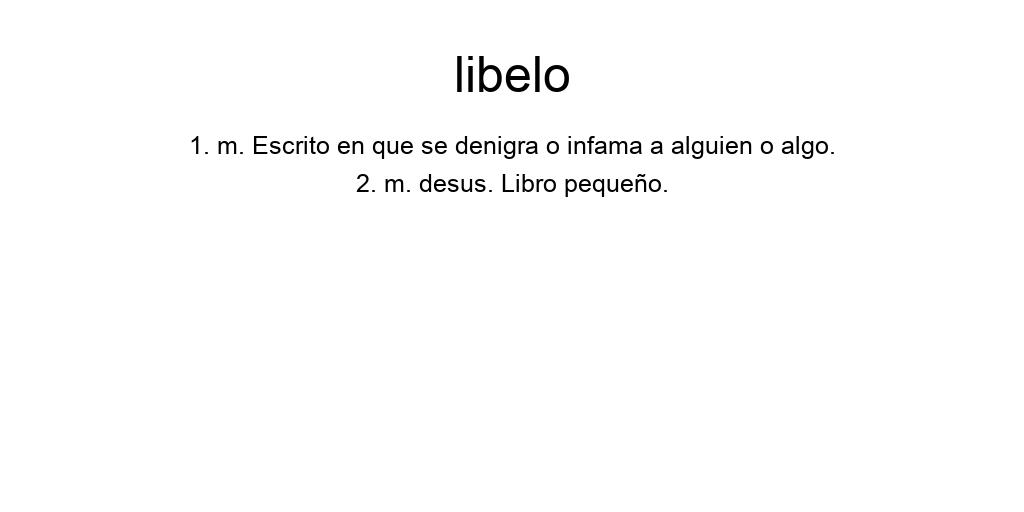 libelo
1. m. Escrito en que se denigra o infama a alguien o algo.
2. m. desus. Libro pequeño.